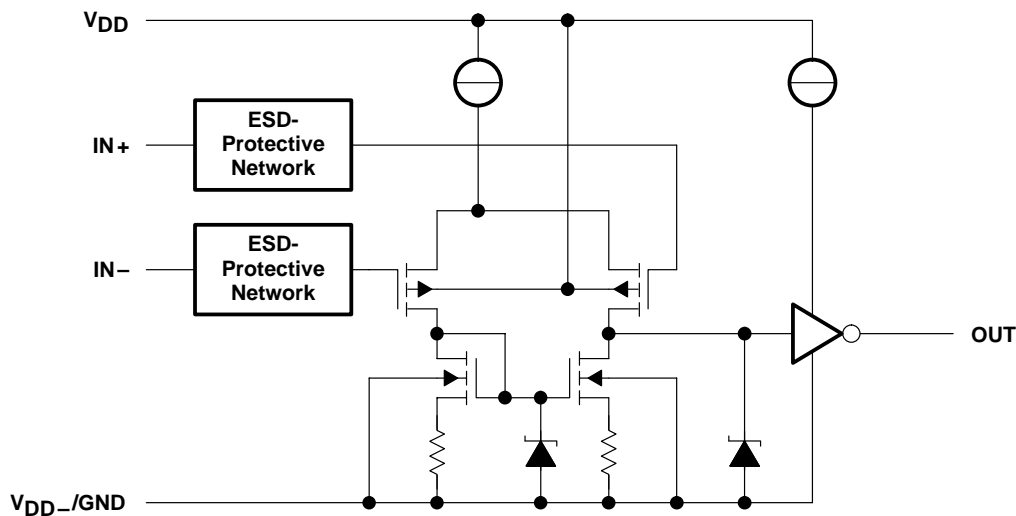 VDD
ESD-
Protective
Network
IN+
ESD-
Protective
Network
IN−
OUT
VDD−/GND